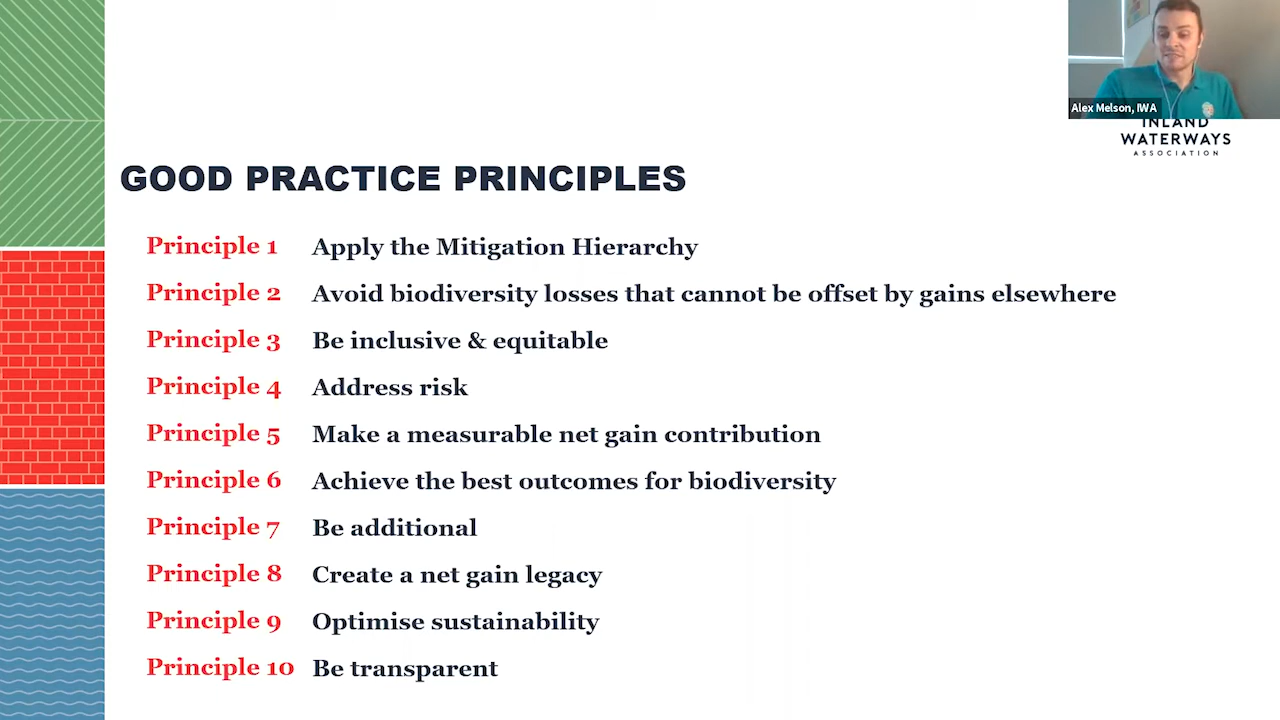 Alex Melson, IWA
INLAND
WATERWAYS
ASSOCIATION
GOOD PRACTICE PRINCIPLES
Principle 1 Apply the Mitigation Hierarchy
Principle 2 Avoid biodiversity losses that cannot be offset by gains elsewhere
Principle 3 Be inclusive & equitable
Principle 4 Address risk
Principle 5 Make a measurable net gain contribution
Principle 6 Achieve the best outcomes for biodiversity
Principle 7 Be additional
Principle 8 Create a net gain legacy
Principle 9 Optimise sustainability
Principle 10 Be transparent